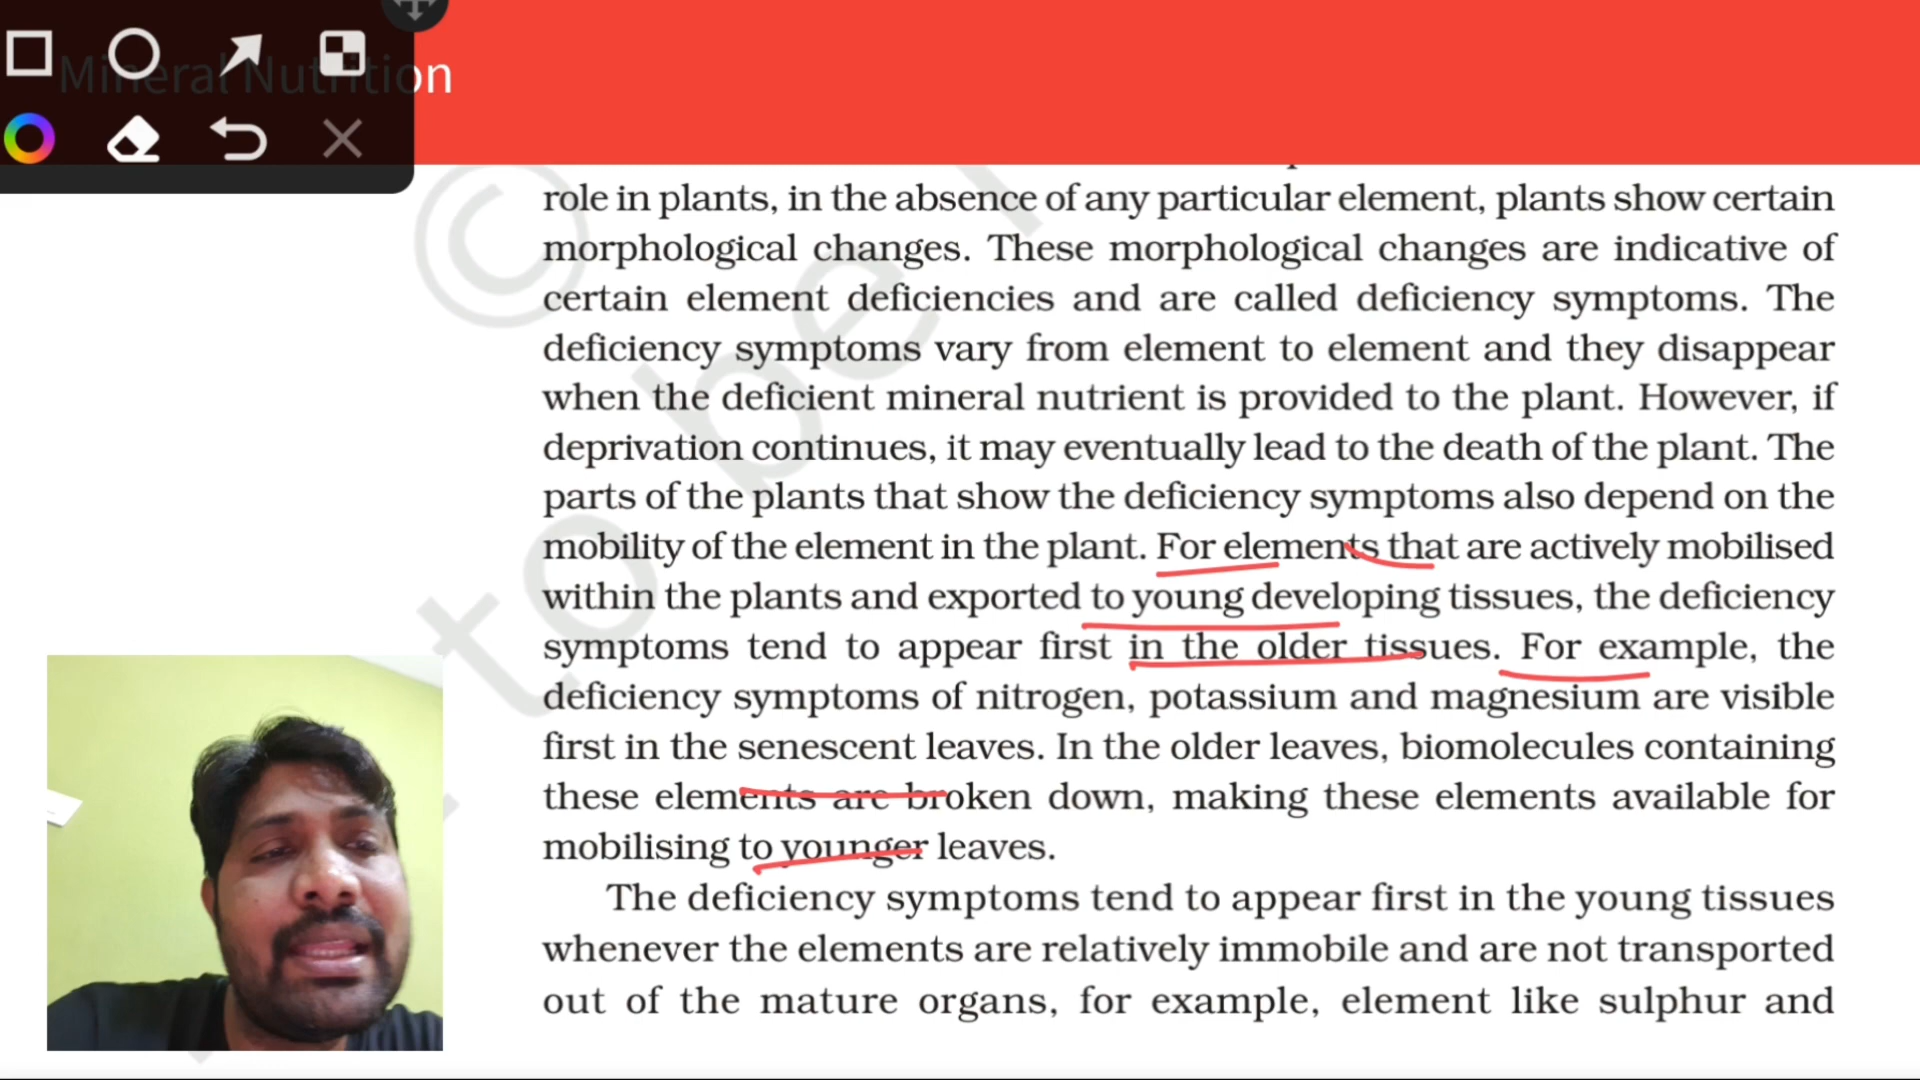 Mineral Nutrition
role in plants, in the absence of any particular element, plants show certain
morphological changes. These morphological changes are indicative of
certain element deficiencies and are called deficiency symptoms. The
deficiency symptoms vary from element to element and they disappear
when the deficient mineral nutrient is provided to the plant. However, if
deprivation continues, it may eventually lead to the death of the plant. The
parts of the plants that show the deficiency symptoms also depend on the
mobility of the element in the plant. For elements that are actively mobilised
within the plants and exported to young developing tissues, the deficiency
symptoms tend to appear first in the older tissues. For example, the
deficiency symptoms of nitrogen, potassium and magnesium are visible
first in the senescent leaves. In the older leaves, biomolecules containing
these elements are broken down, making these elements available for
mobilising to younger leaves.
The deficiency symptoms tend to appear first in the young tissues
whenever the elements are relatively immobile and are not transported
out of the mature organs, for example, element like sulphur and
©
to be